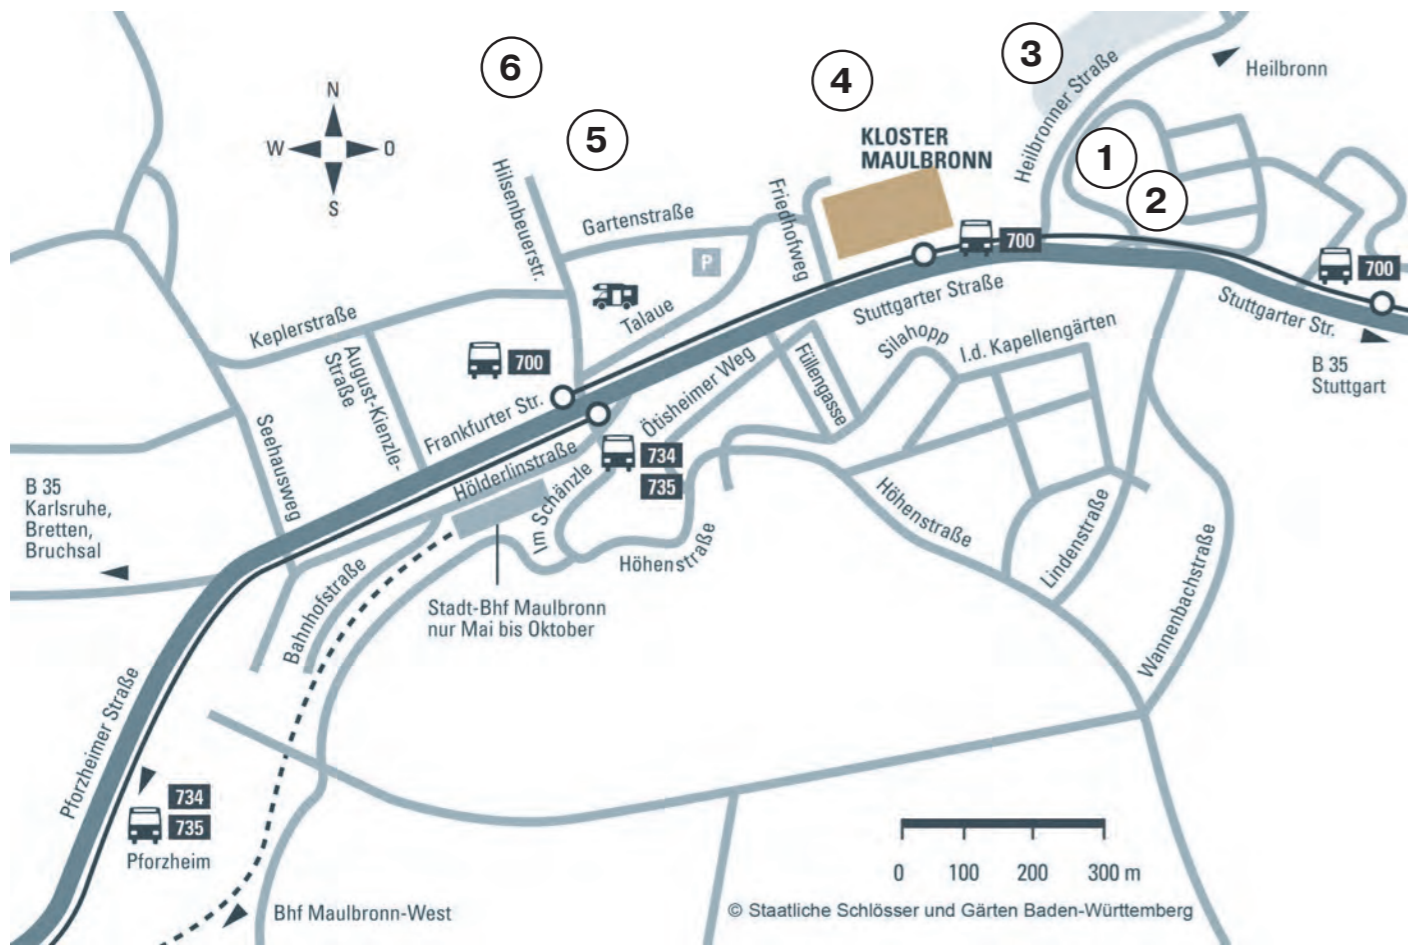 6
3
4
Heilbronn
Heilbronner Straße
N
W
O
S
5
KLOSTER
MAULBRONN
1
2
Hilsenbeuerstr.
Gartenstraße
Friedhofweg
P
700
700
Stuttgarter Straße
Stuttgarter Str.
B 35
Stuttgart
Talaue
Keplerstraße
August-Kienzle-
Straße
700
Silahopp
I.d. Kapellengärten
Füllengasse
Ötisheimer Weg
Frankfurter Str.
Seehausweg
Hölderlinstraße
734
735
Im Schänzle
B 35
Karlsruhe,
Bretten,
Bruchsal
Höhenstraße
Höhenstraße
Lindenstraße
Wannenbachstraße
Bahnhofstraße
Stadt-Bhf Maulbronn
nur Mai bis Oktober
Pforzheimer Straße
734
735
Pforzheim
Bhf Maulbronn-West
0 100 200 300 m
© Staatliche Schlösser und Gärten Baden-Württemberg